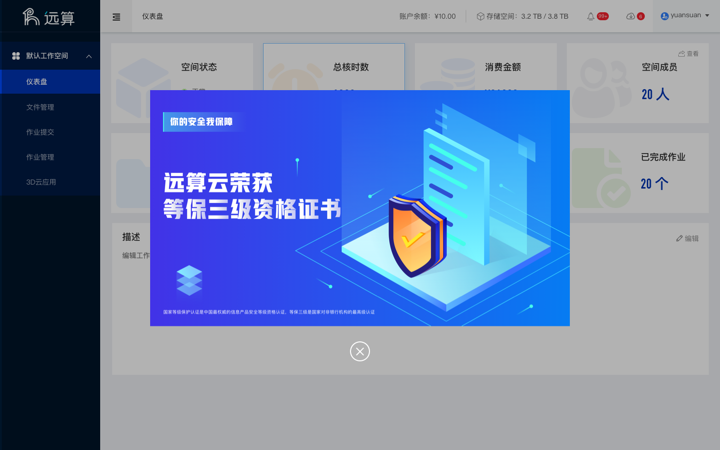 远算
仪表盘
账户余额：¥10.00
存储空间：3.2 TB / 3.8 TB
99+
yuansuan
默认工作空间
仪表盘
文件管理
作业提交
作业管理
3D云应用
空间状态
总核时数
消费金额
查看
空间成员
20 人
已完成作业
20 个
描述
编辑
编辑工作
你的安全我保障
远算云荣获
等保三级资格证书
国家等级保护认证是中国最权威的信息产品安全等级资格认证，等保三级是国家对非银行机构的最高级认证